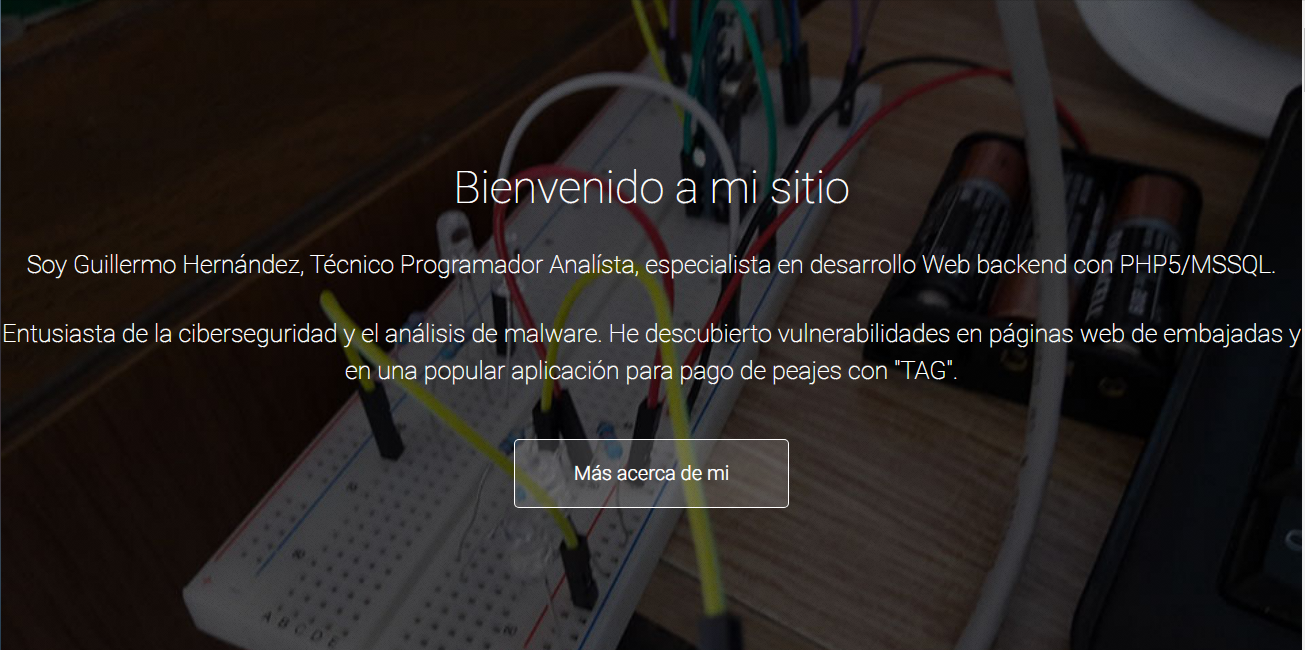 Bienvenido a mi sitio
Soy Guillermo Hernández, Técnico Programador Analísta, especialista en desarrollo Web backend con PHP5/MSSQL.
Entusiasta de la ciberseguridad y el análisis de malware. He descubierto vulnerabilidades en páginas web de embajadas y
en una popular aplicación para pago de peajes con "TAG".
Más acerca de mi
A B C D E
60
60